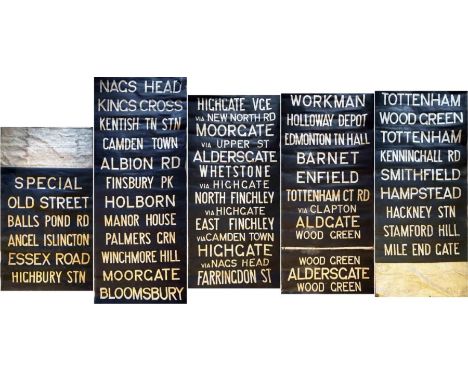 SPECIAL
OLD STREET
BALLS POND RD
ANGEL ISLINGTON
ESSEX ROAD
HIGHBURY STN
NAGS HEAD
KINGS CROSS
KENTISH TN STN
CAMDEN TOWN
ALBION RD
FINSBURY PK
HOLBORN
MANOR HOUSE
PALMERS GRN
WINCHMORE HILL
MOORGATE
BLOOMSBURY
HIGHGATE VGE
VIA NEW NORTH RD
MOORGATE
VIA UPPER ST
ALDERSGATE
WHETSTONE
VIA HIGHGATE
NORTH FINCHLEY
VIA HIGHGATE
EAST FINCHLEY
VIA CAMDEN TOWN
HIGHGATE
VIA NAGS HEAD
FARRINGDON ST
WORKMAN
HOLLOWAY DEPOT
EDMONTON TN HALL
BARNET
ENFIELD
TOTTENHAM CT RD
VIA CLAPTON
ALDGATE
WOOD GREEN
WOOD GREEN
ALDERSGATE
WOOD GREEN
TOTTENHAM
WOOD GREEN
TOTTENHAM
KENNINGHALL RD
SMITHFIELD
HAMPSTEAD
HACKNEY STN
STAMFORD HILL
MILE END GATE